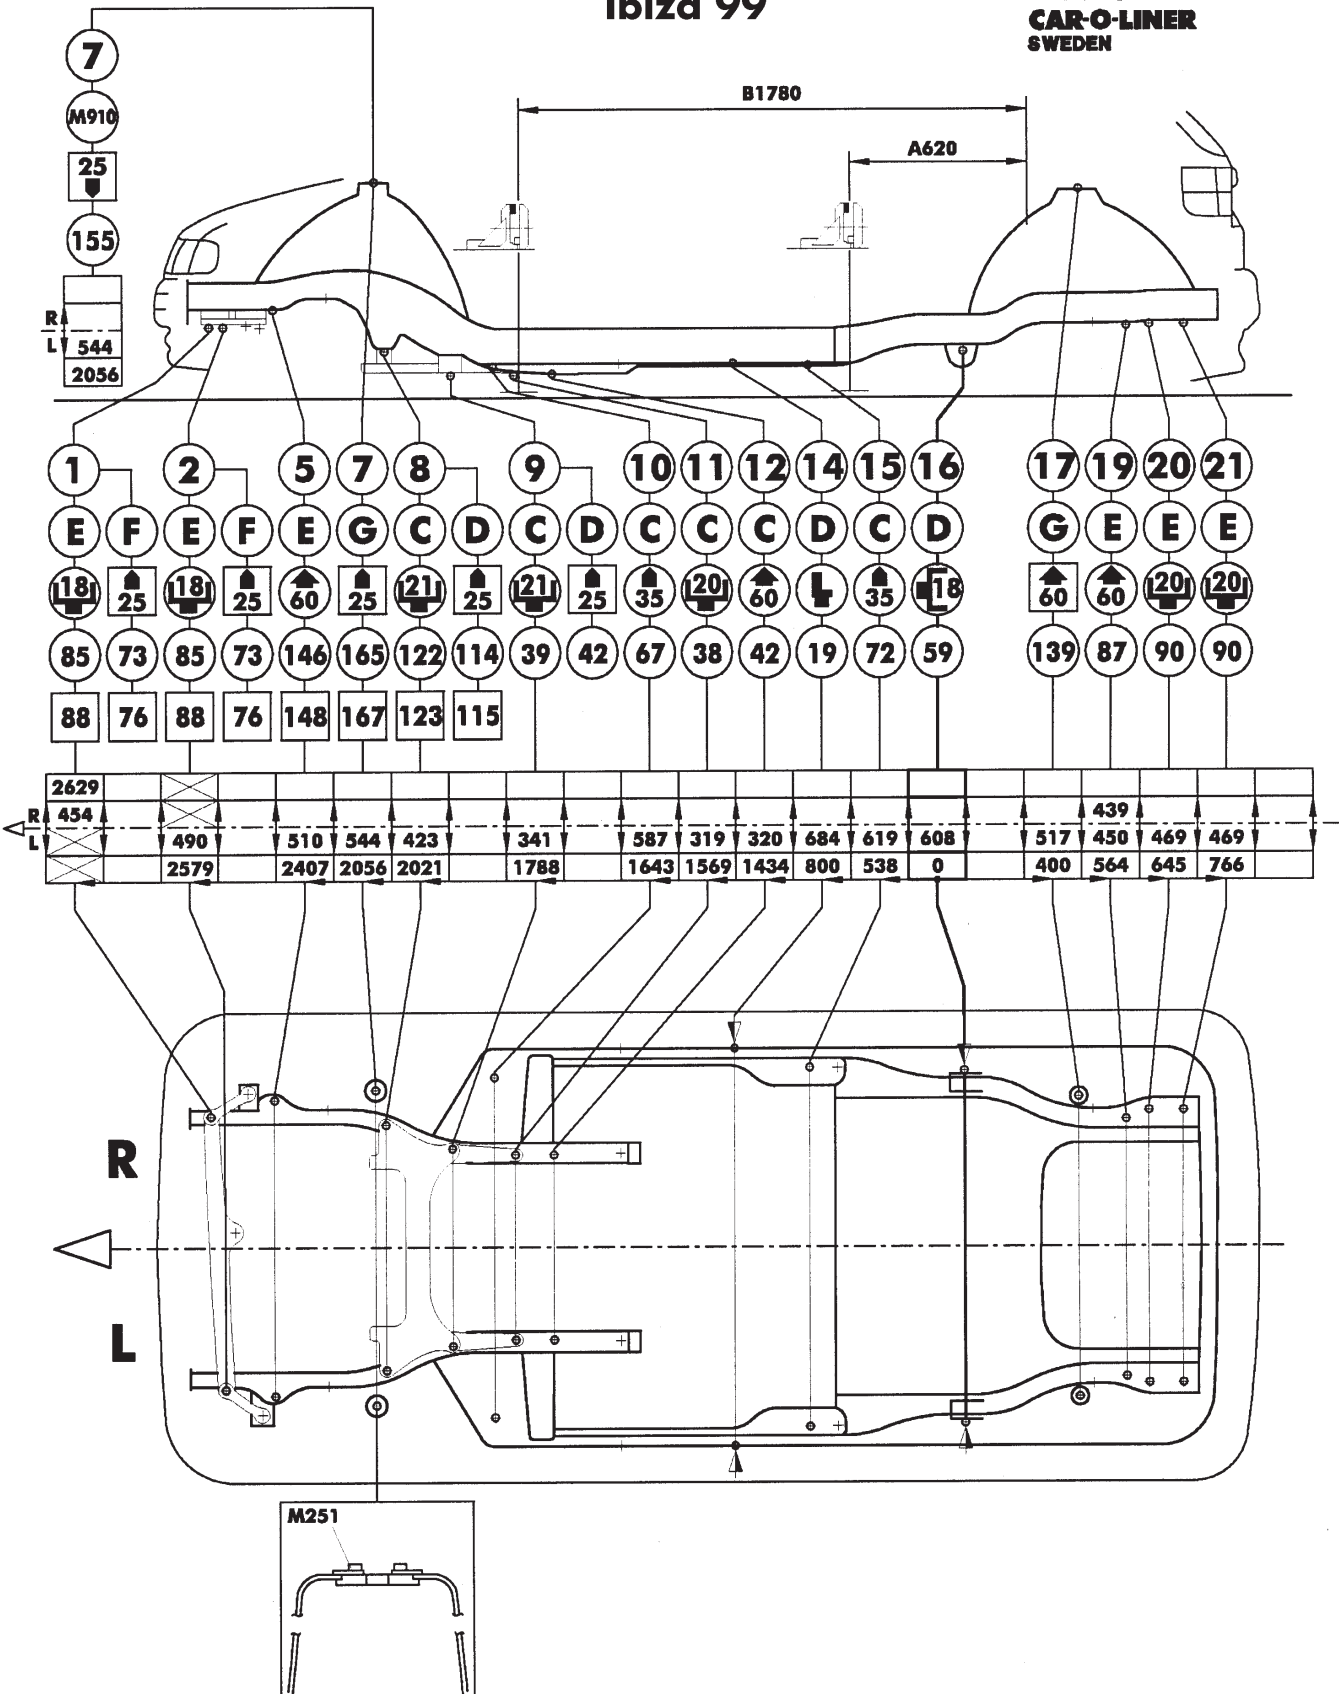 Ibiza 99
CAR-O-LINER
SWEDEN
7
M910
25
155
R
L 544
2056
B1780
A620
1 2 5 7 8 9 10 11 12 14 15 16 17 19 20 21
E F E F E G C D C D C C C D C D G E E E
18 25 18 25 60 25 21 25 21 25 35 20 60 L 35 18 60 60 20 20
85 73 85 73 146 165 122 114 39 42 67 38 42 19 72 59 139 87 90 90
88 76 88 76 148 167 123 115
2629
R 454 439
L 490 510 544 423 341 587 319 320 684 619 608 517 450 469 469
2579 2407 2056 2021 1788 1643 1569 1434 800 538 0 400 564 645 766
R
L
M251